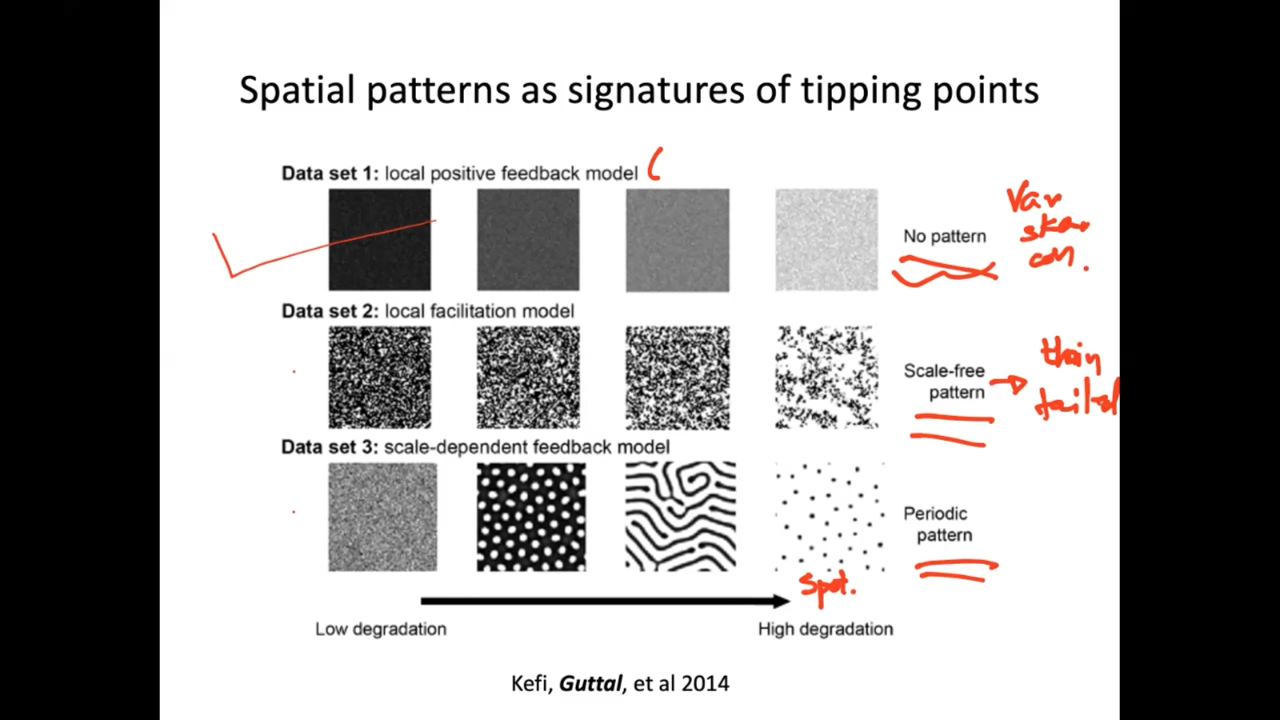 Spatial patterns as signatures of tipping points
Data set 1: local positive feedback model
No pattern
Var
skew
corr.
Data set 2: local facilitation model
Scale-free
pattern
thin
tailed
Data set 3: scale-dependent feedback model
Periodic
pattern
Spot.
Low degradation
High degradation
Kefi, Guttal, et al 2014